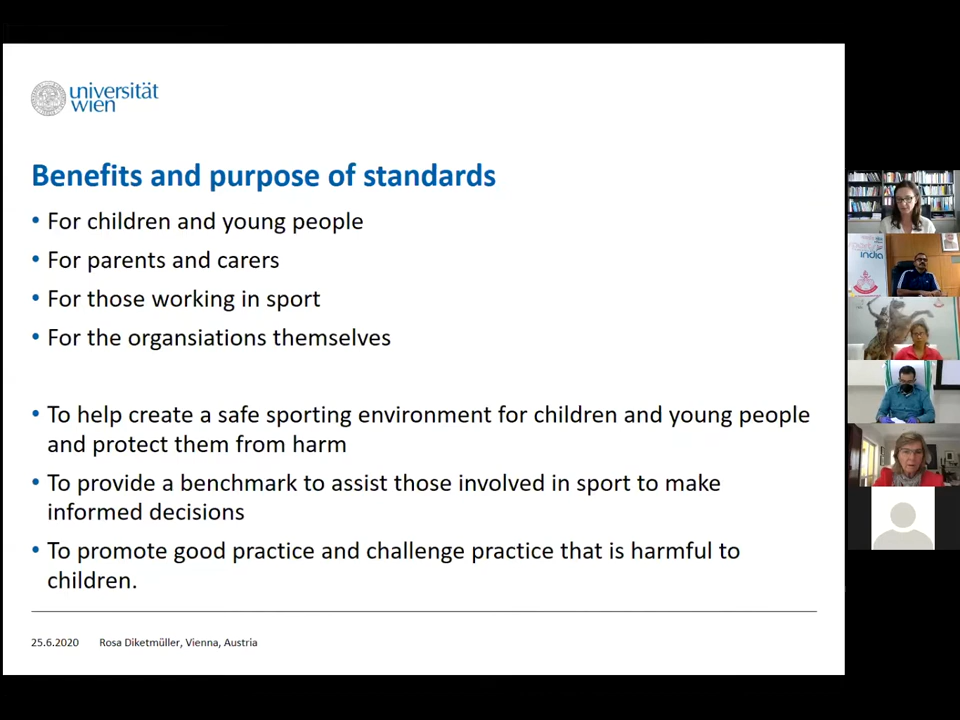 universität
wien
Benefits and purpose of standards
• For children and young people
• For parents and carers
• For those working in sport
• For the organsiations themselves
• To help create a safe sporting environment for children and young people
and protect them from harm
• To provide a benchmark to assist those involved in sport to make
informed decisions
• To promote good practice and challenge practice that is harmful to
children.
25.6.2020 Rosa Diketmüller, Vienna, Austria
india